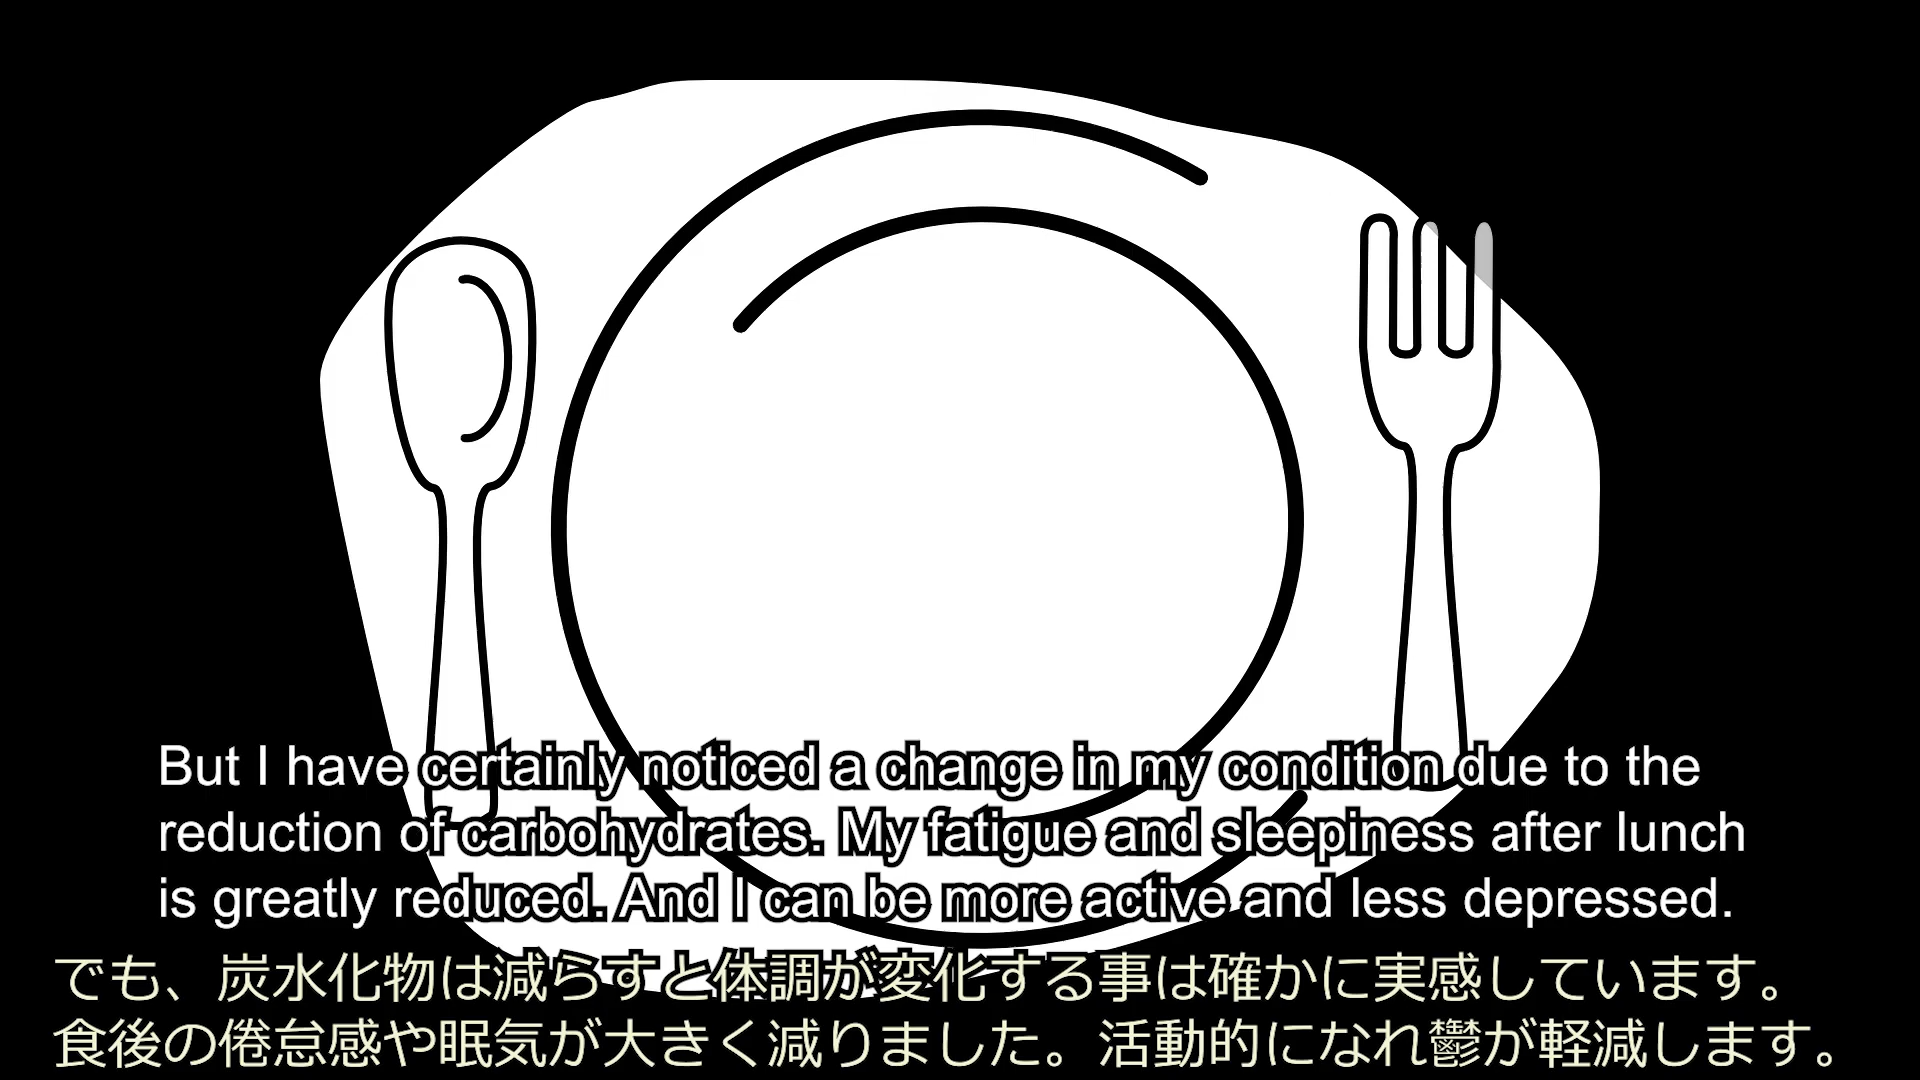 But I have certainly noticed a change in my condition due to the
reduction of carbohydrates. My fatigue and sleepiness after lunch
is greatly reduced. And I can be more active and less depressed.
でも、炭水化物は減らすと体調が変化する事は確かに実感しています。
食後の倦怠感や眠気が大きく減りました。活動的になれ鬱が軽減します。